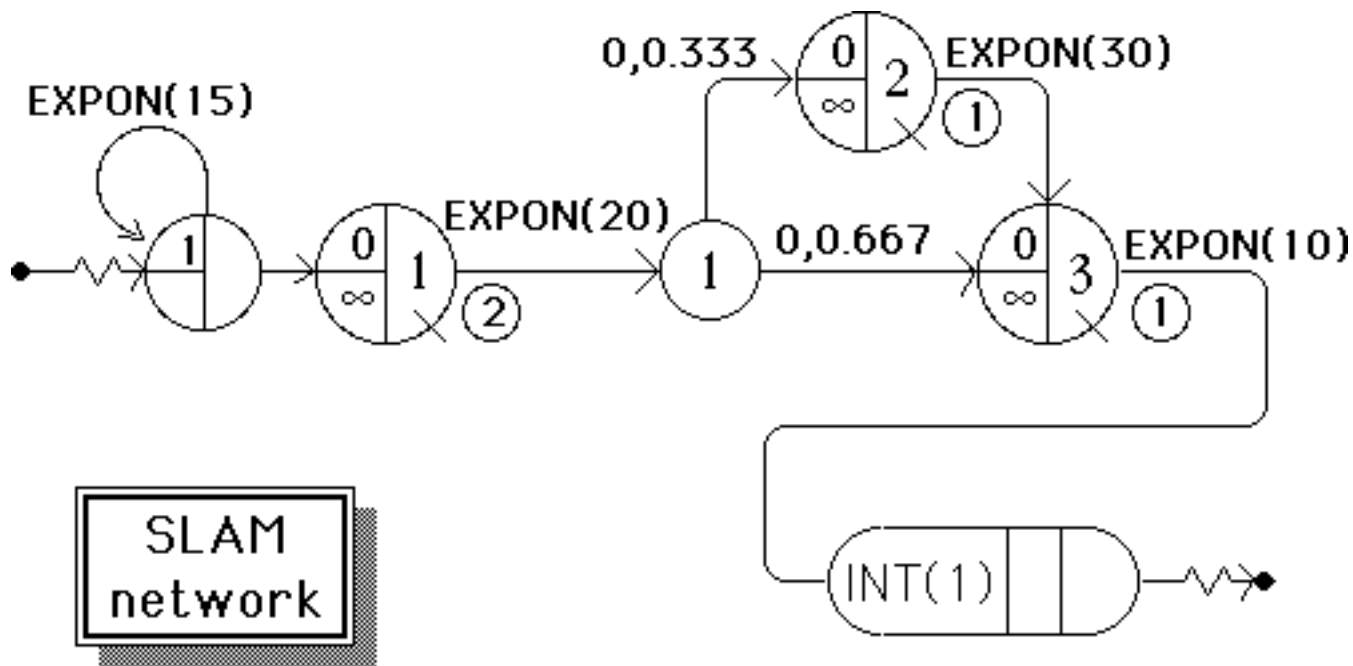 0,0.333
0
∞
2
EXPON(30)
1
EXPON(15)
1
0
∞
1
EXPON(20)
2
1
0,0.667
0
∞
3
EXPON(10)
1
SLAM
network
INT(1)